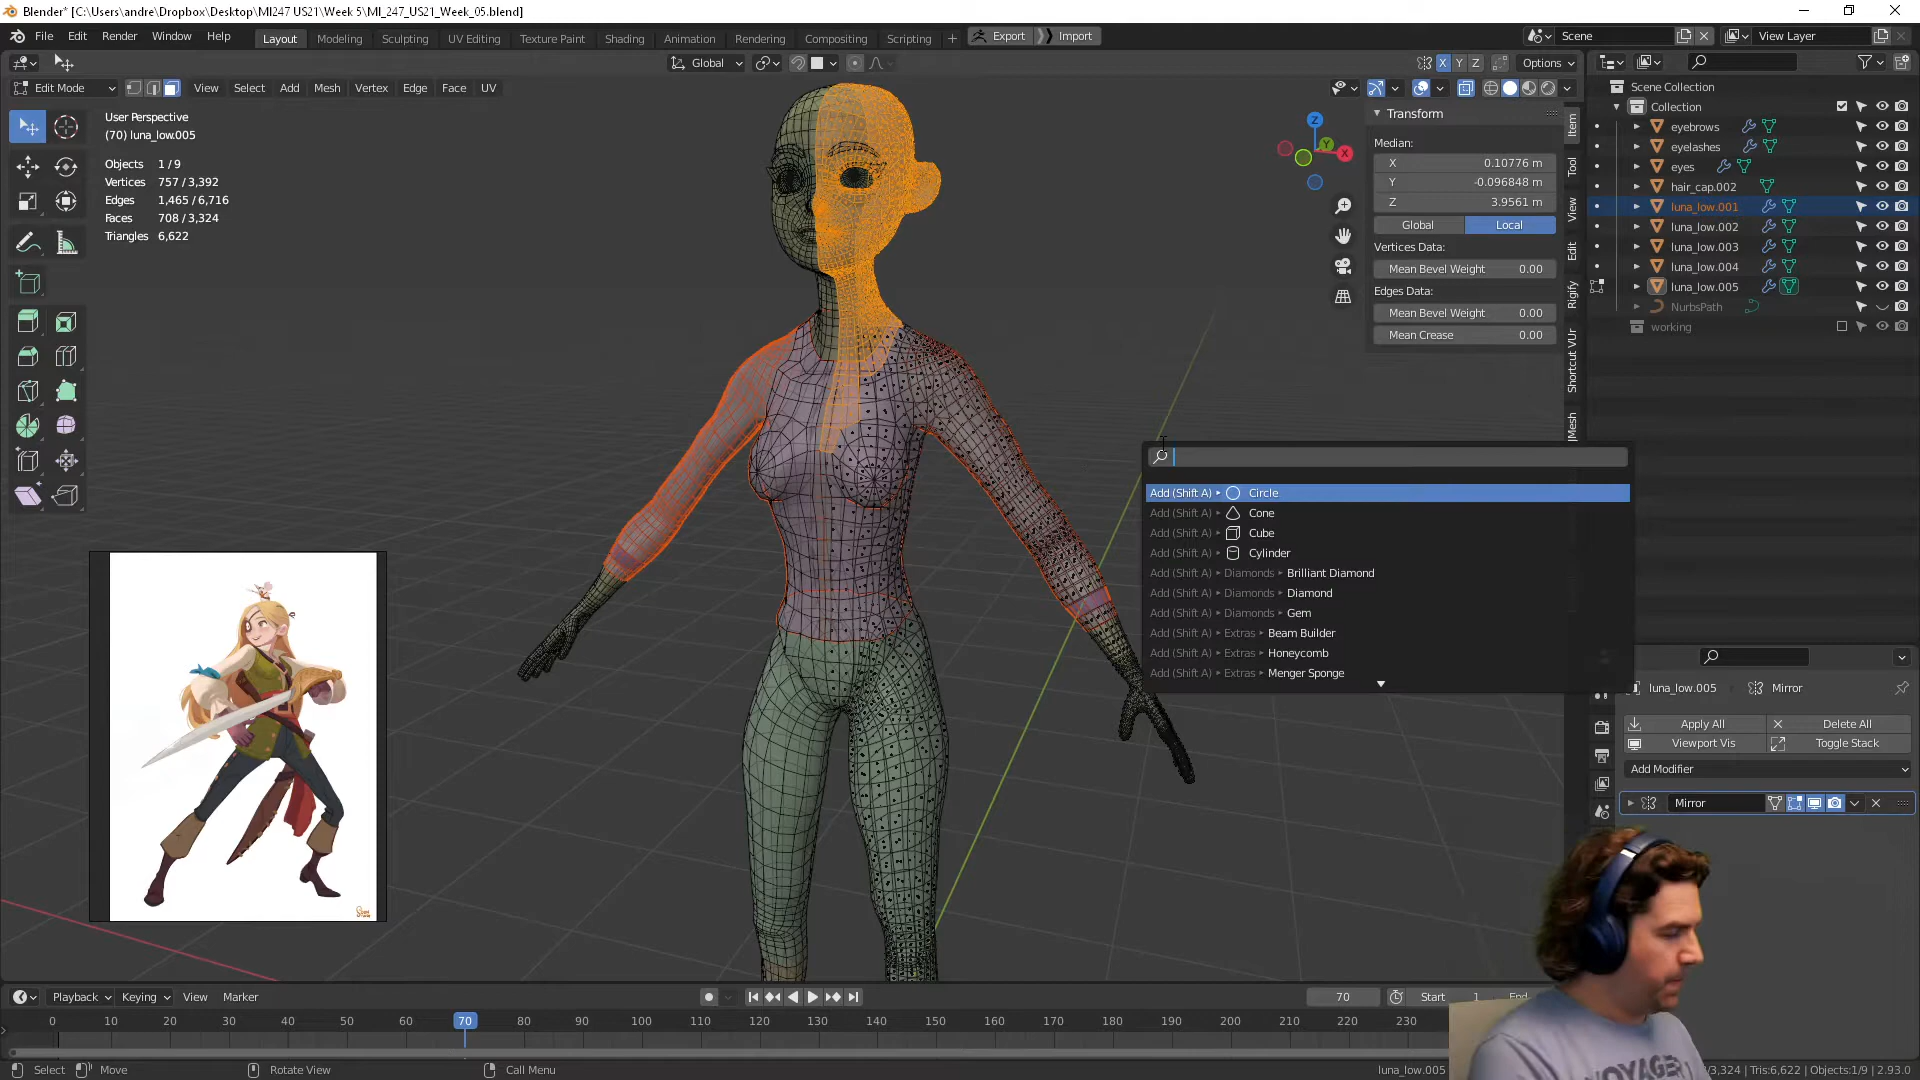 Blender* [C:\Users\andre\Dropbox\Desktop\MI247 US21\Week 5\MI_247_US21_Week_05.blend]
File Edit Render Window Help Layout Modeling Sculpting UV Editing Texture Paint Shading Animation Rendering Compositing Scripting + Export Import Scene View Layer
Global X Y Z Options
Edit Mode View Select Add Mesh Vertex Edge Face UV
User Perspective
(70) luna_low.005
Objects 1 / 9
Vertices 757 / 3,392
Edges 1,465 / 6,716
Faces 708 / 3,324
Triangles 6,622
Z
Y
X
Transform
Median:
X 0.10776 m
Y -0.096848 m
Z 3.9561 m
Global Local
Vertices Data:
Mean Bevel Weight 0.00
Edges Data:
Mean Bevel Weight 0.00
Mean Crease 0.00
Item
Tool
View
Edit
Rigify
Shortcut VUr
Scene Collection
Collection
eyebrows
eyelashes
eyes
hair_cap.002
luna_low.001
luna_low.002
luna_low.003
luna_low.004
luna_low.005
NurbsPath
working
Add (Shift A) Circle
Add (Shift A) Cone
Add (Shift A) Cube
Add (Shift A) Cylinder
Add (Shift A) Diamonds Brilliant Diamond
Add (Shift A) Diamonds Diamond
Add (Shift A) Diamonds Gem
Add (Shift A) Extras Beam Builder
Add (Shift A) Extras Honeycomb
Add (Shift A) Extras Menger Sponge
luna_low.005 Mirror
Apply All Delete All
Viewport Vis Toggle Stack
Add Modifier
Mirror
Playback Keying View Marker 70 Start 1 End
0 10 20 30 40 50 60 70 80 90 100 110 120 130 140 150 160 170 180 190 200 210 220 230
Select Move Rotate View Call Menu luna_low.005 3,324 | Tris:6,622 | Objects:1/9 | 2.93.0
VOYAGER